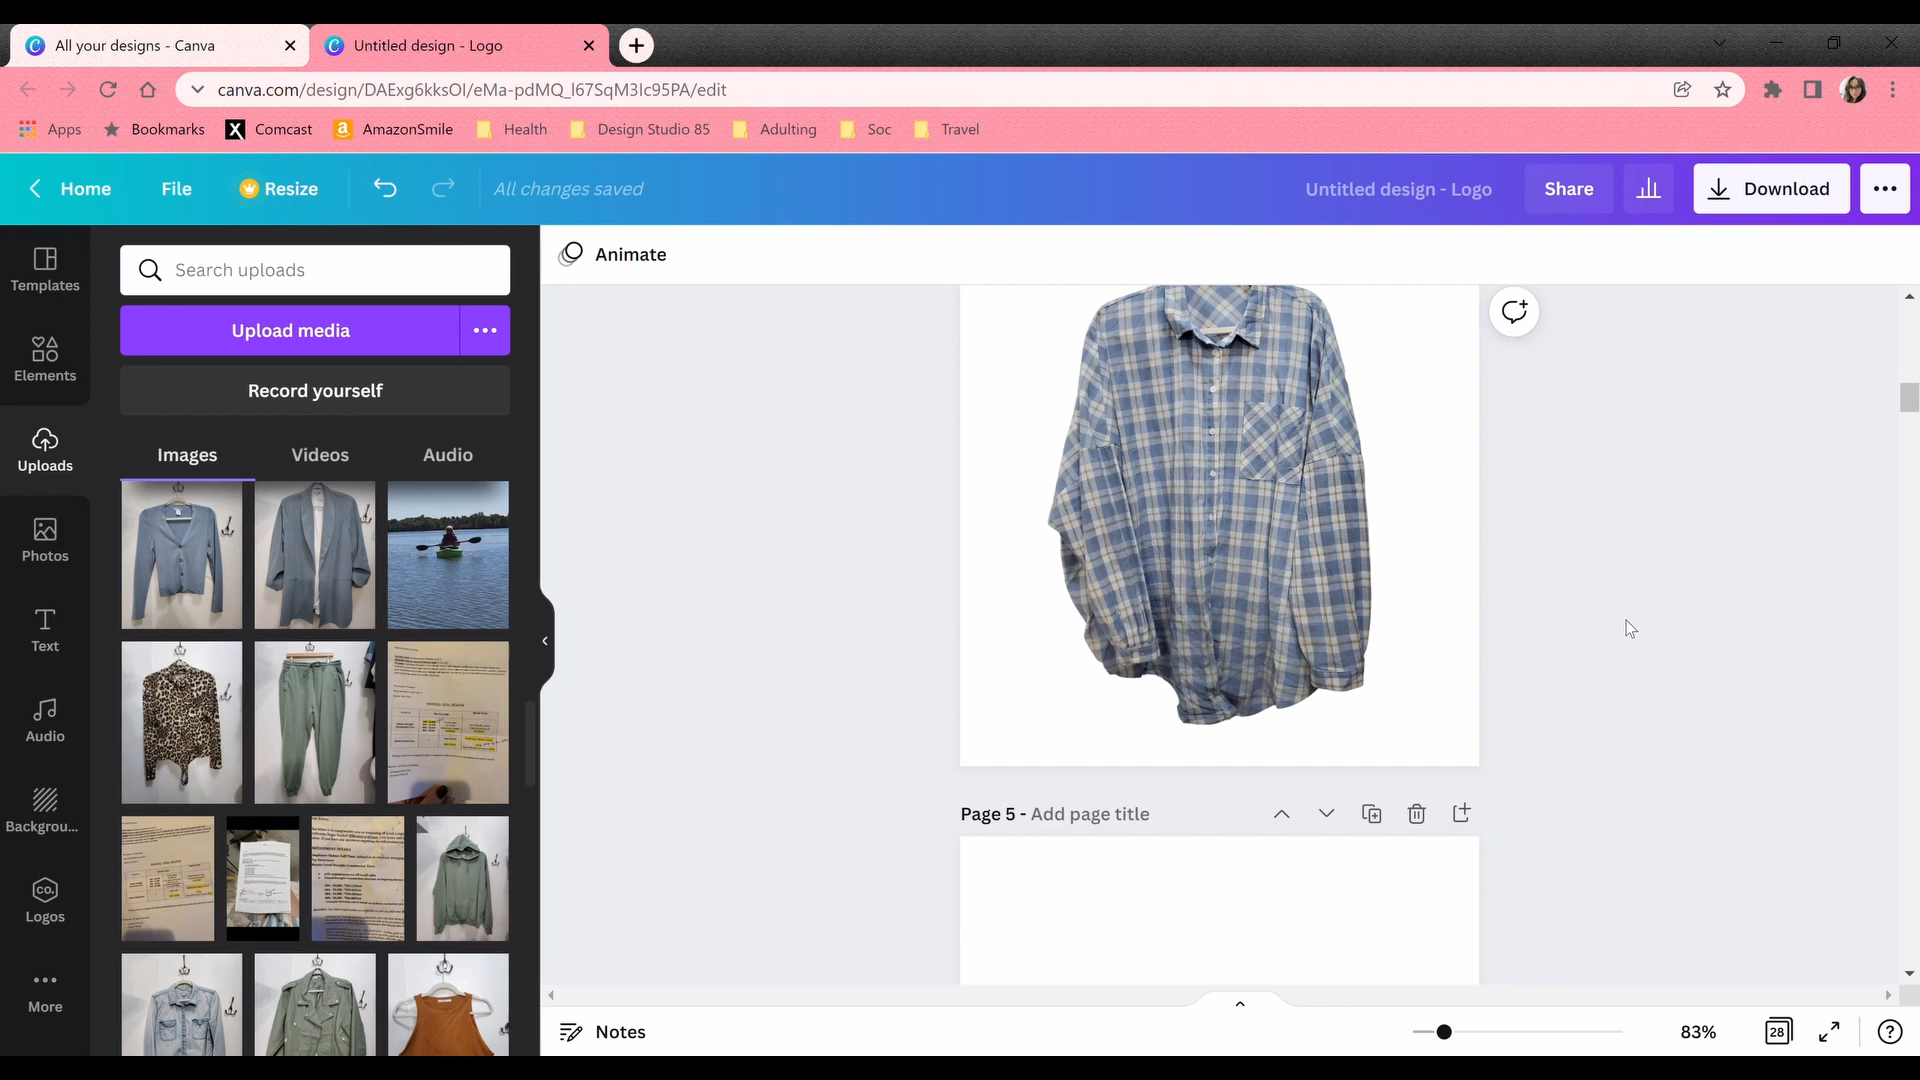 All your designs - Canva
Untitled design - Logo
canva.com/design/DAExg6kksOI/eMa-pdMQ_l67SqM3Ic95PA/edit
Apps Bookmarks Comcast AmazonSmile Health Design Studio 85 Adulting Soc Travel
Home File Resize All changes saved Untitled design - Logo Share Download
Templates
Elements
Uploads
Photos
Text
Audio
Backgrou...
Logos
More
Search uploads
Upload media
Record yourself
Images Videos Audio
Animate
Page 5 - Add page title
Notes 83% 28